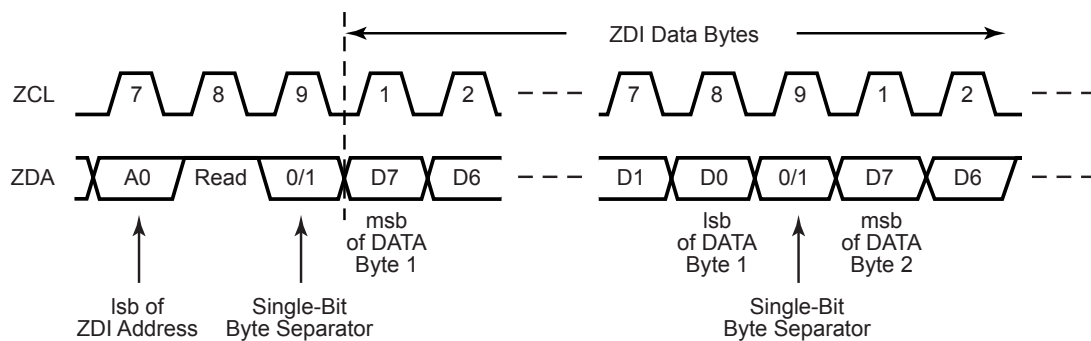 ZDI Data Bytes
ZCL 7 8 9 1 2 7 8 9 1 2
ZDA A0 Read 0/1 D7 D6 D1 D0 0/1 D7 D6
msb
of DATA
Byte 1
lsb
of DATA
Byte 1
msb
of DATA
Byte 2
lsb of
ZDI Address
Single-Bit
Byte Separator
Single-Bit
Byte Separator